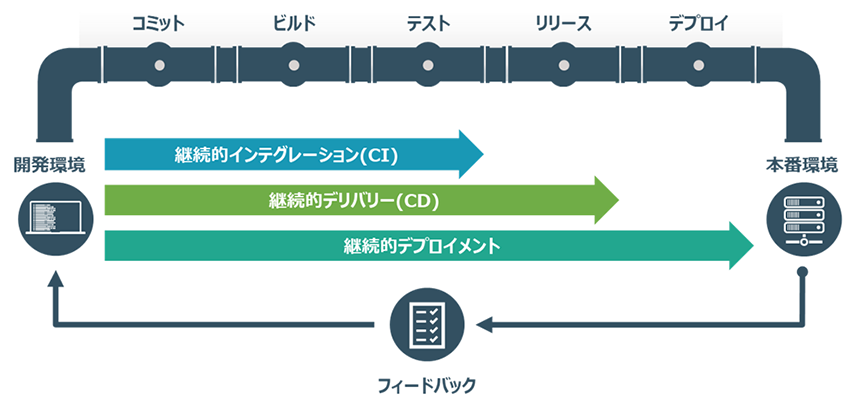 コミット
ビルド
テスト
リリース
デプロイ
開発環境
本番環境
継続的インテグレーション(CI)
継続的デリバリー(CD)
継続的デプロイメント
フィードバック